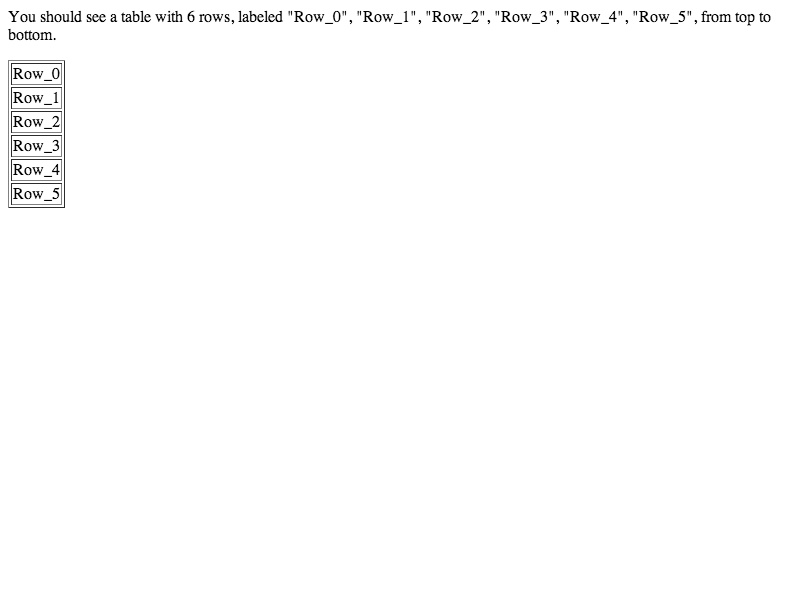 You should see a table with 6 rows, labeled "Row_0", "Row_1", "Row_2", "Row_3", "Row_4", "Row_5", from top to
bottom.
Row_0
Row_1
Row_2
Row_3
Row_4
Row_5